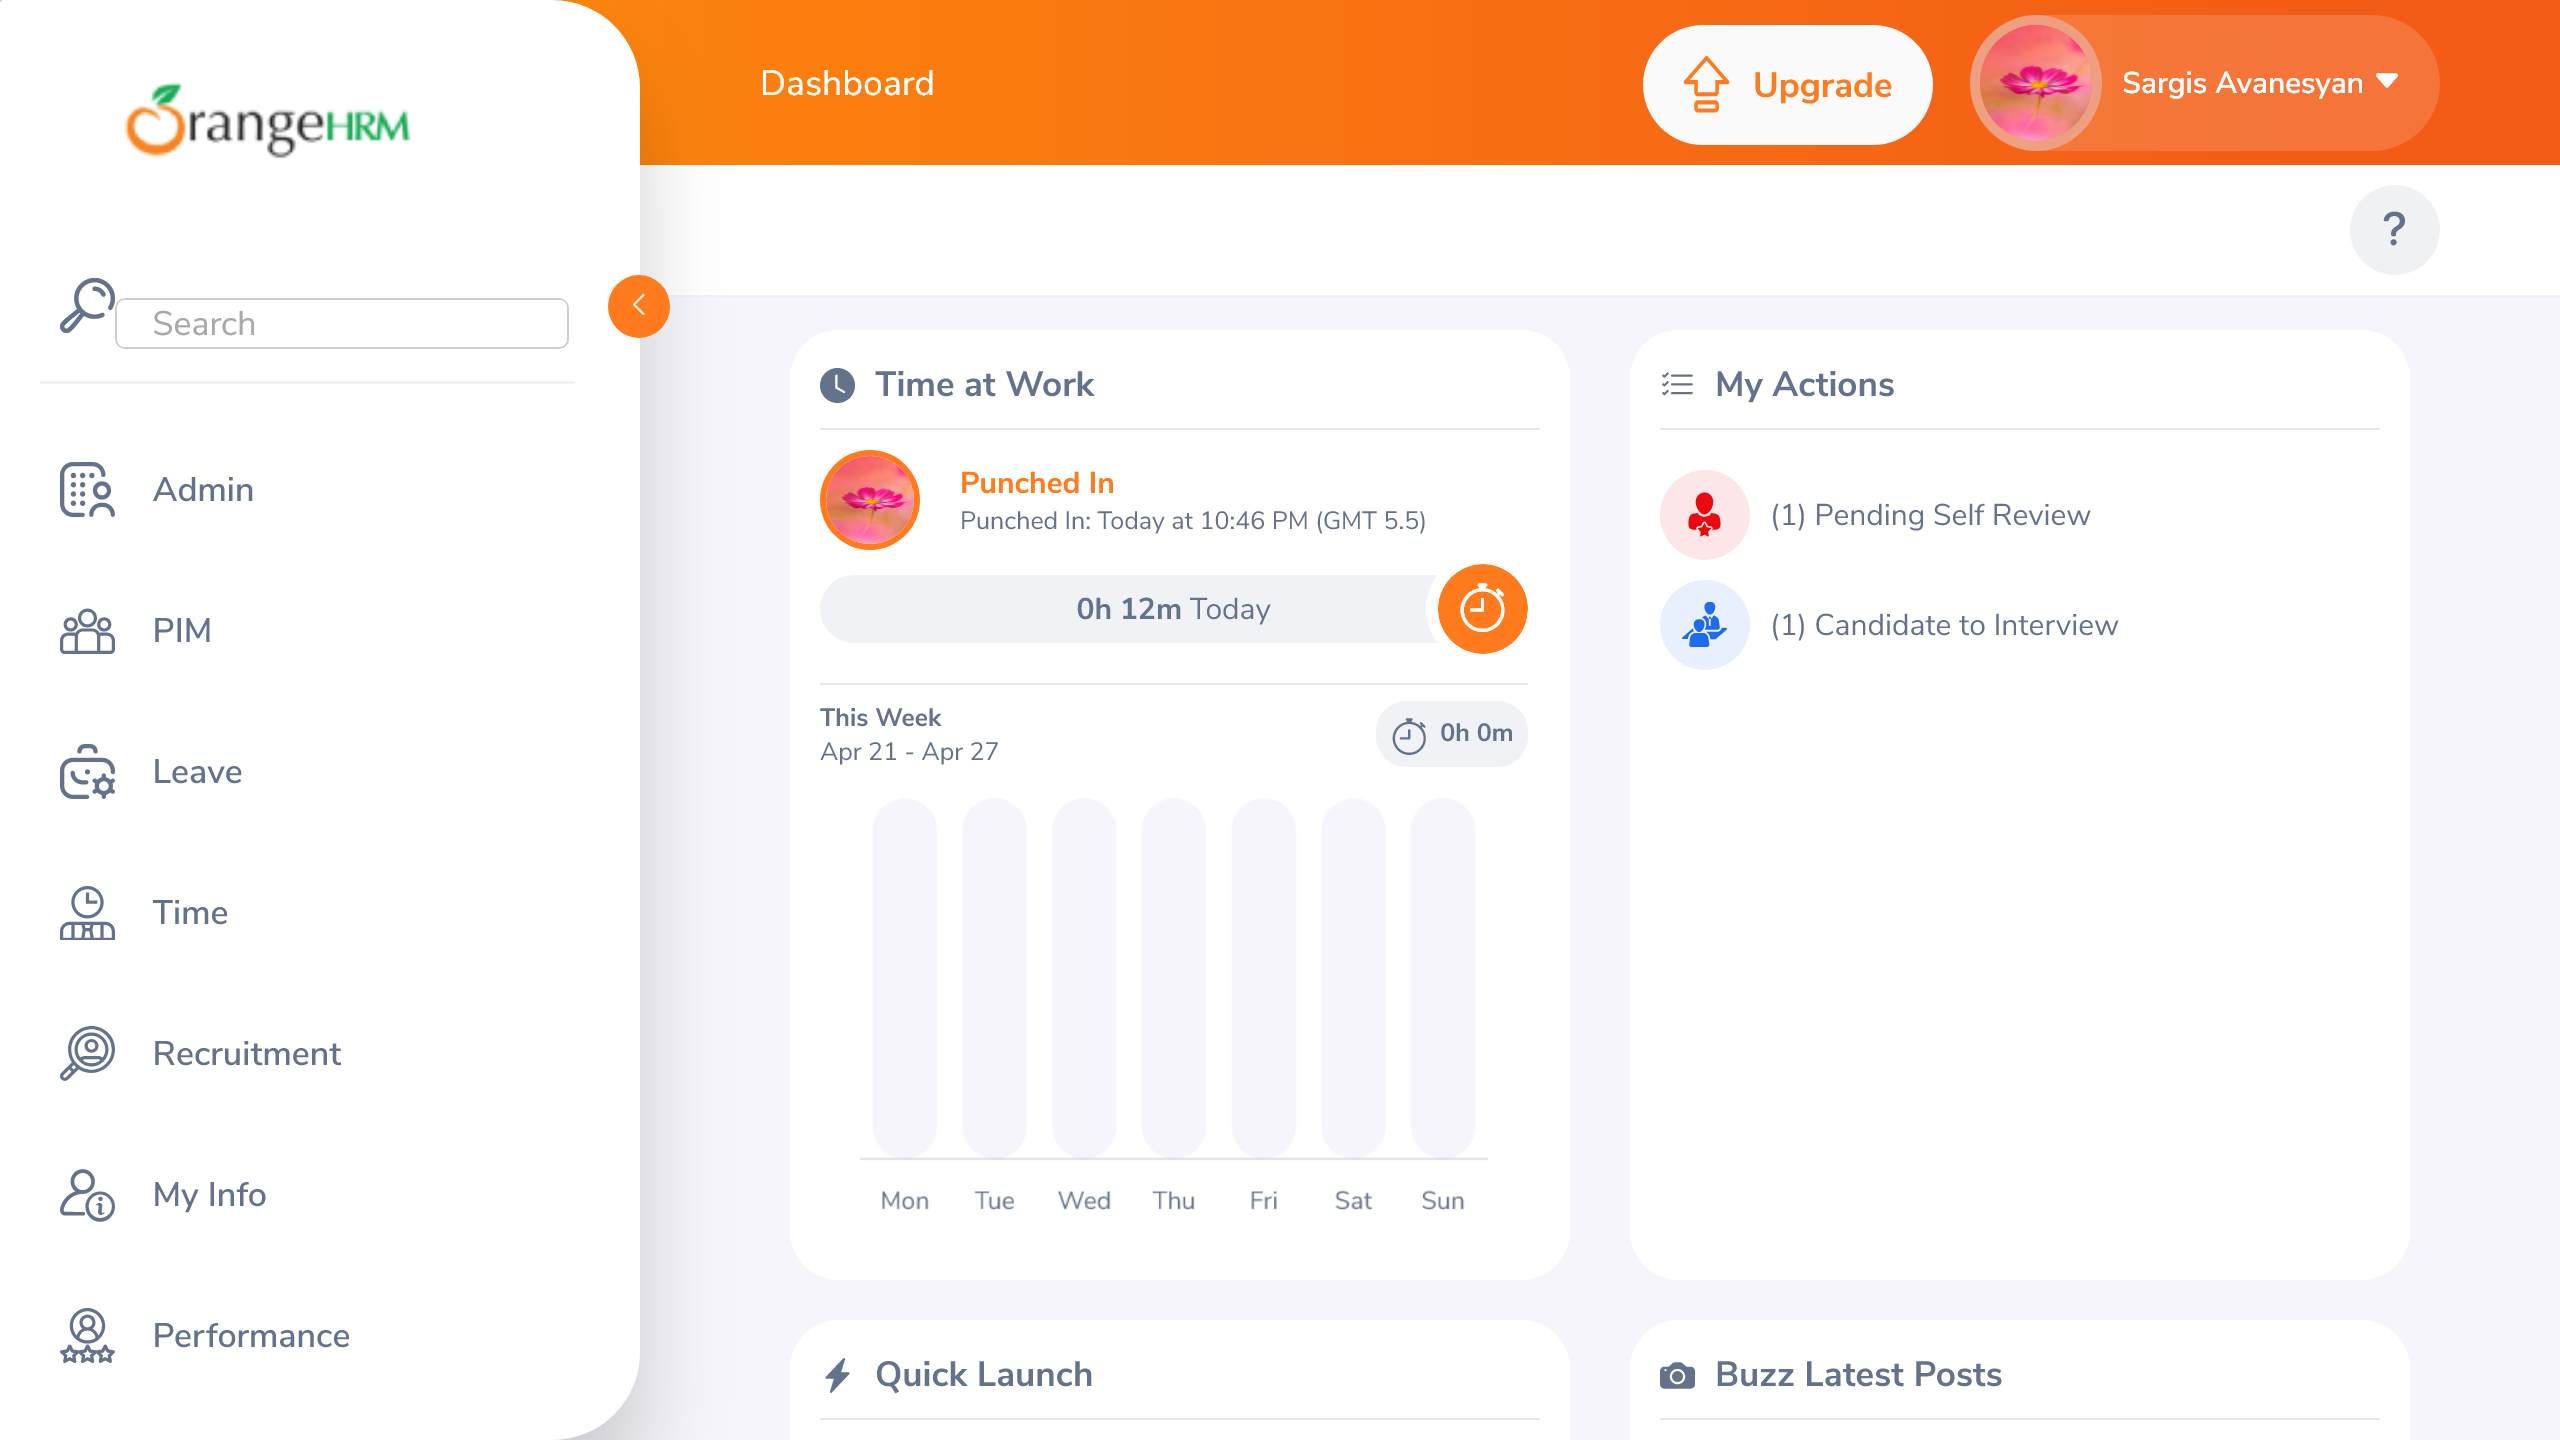 OrangeHRM
Dashboard
Upgrade
Sargis Avanesyan
?
Search
Admin
PIM
Leave
Time
Recruitment
My Info
Performance
Time at Work
Punched In
Punched In: Today at 10:46 PM (GMT 5.5)
0h 12m Today
This Week
Apr 21 - Apr 27
0h 0m
Mon Tue Wed Thu Fri Sat Sun
My Actions
(1) Pending Self Review
(1) Candidate to Interview
Quick Launch
Buzz Latest Posts